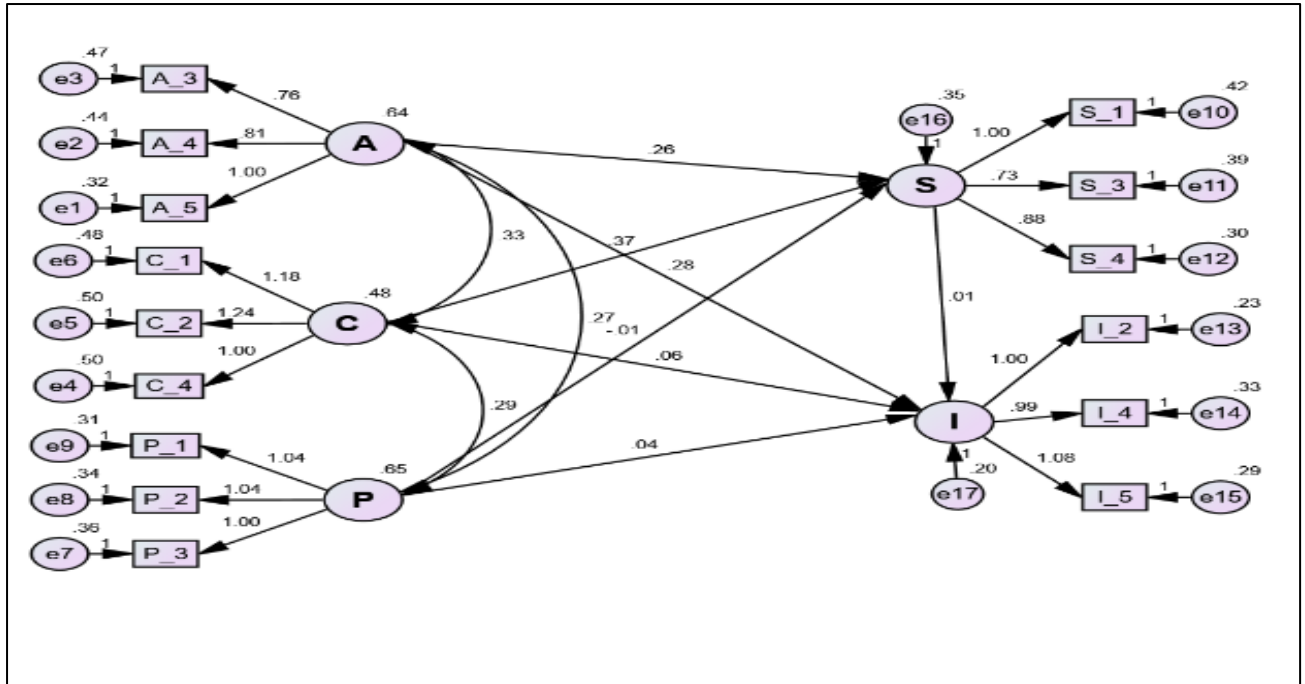 .47
e3 1 A_3
.76
.44
e2 1 A_4
.81
.64
A
.32
e1 1 A_5
1.00
.48
e6 1 C_1
1.18
.50
e5 1 C_2
1.24
.48
C
.50
e4 1 C_4
1.00
.31
e9 1 P_1
1.04
.34
e8 1 P_2
1.04
.65
P
.36
e7 1 P_3
1.00
.33
.27
.29
.26
.37
.28
-.01
.06
.04
.01
.35
e16
1
S
1.00
S_1 1 e10
.42
.73
S_3 1 e11
.39
.88
S_4 1 e12
.30
I
1.00
I_2 1 e13
.23
.99
I_4 1 e14
.33
1.08
I_5 1 e15
.29
1
.20
e17